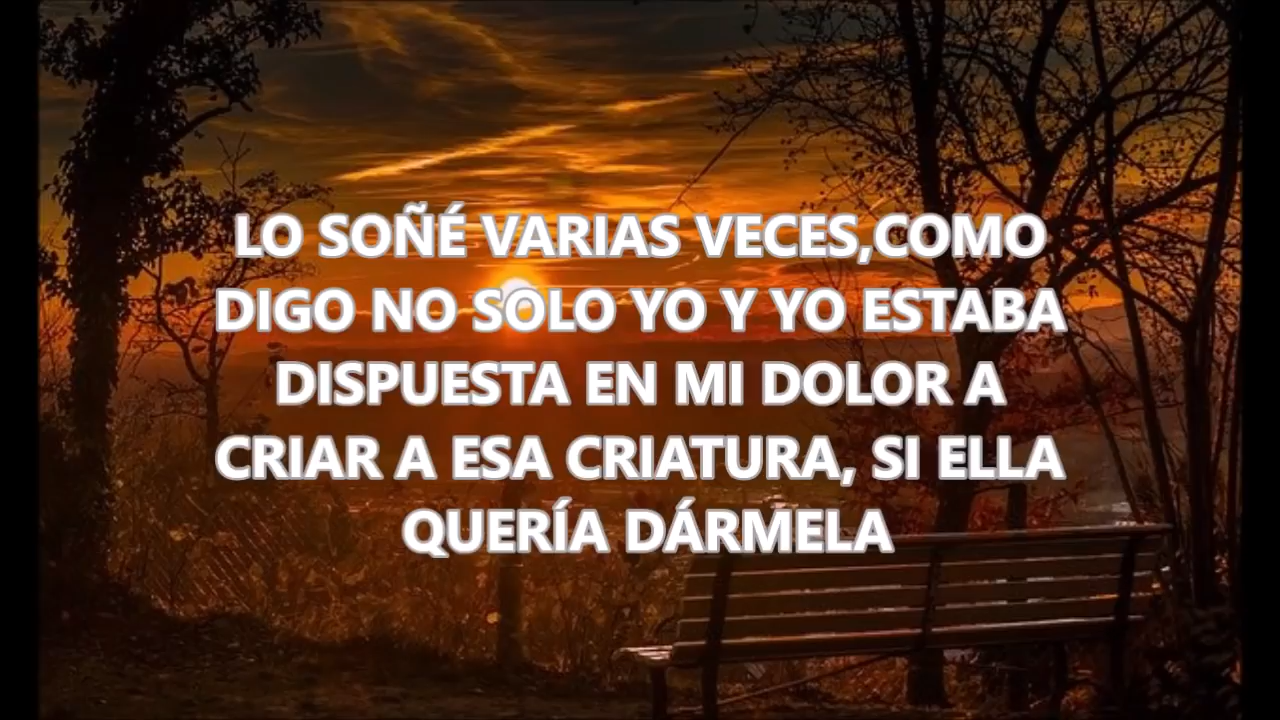 LO SOÑÉ VARIAS VECES,COMO
DIGO NO SOLO YO Y YO ESTABA
DISPUESTA EN MI DOLOR A
CRIAR A ESA CRIATURA, SI ELLA
QUERÍA DÁRMELA